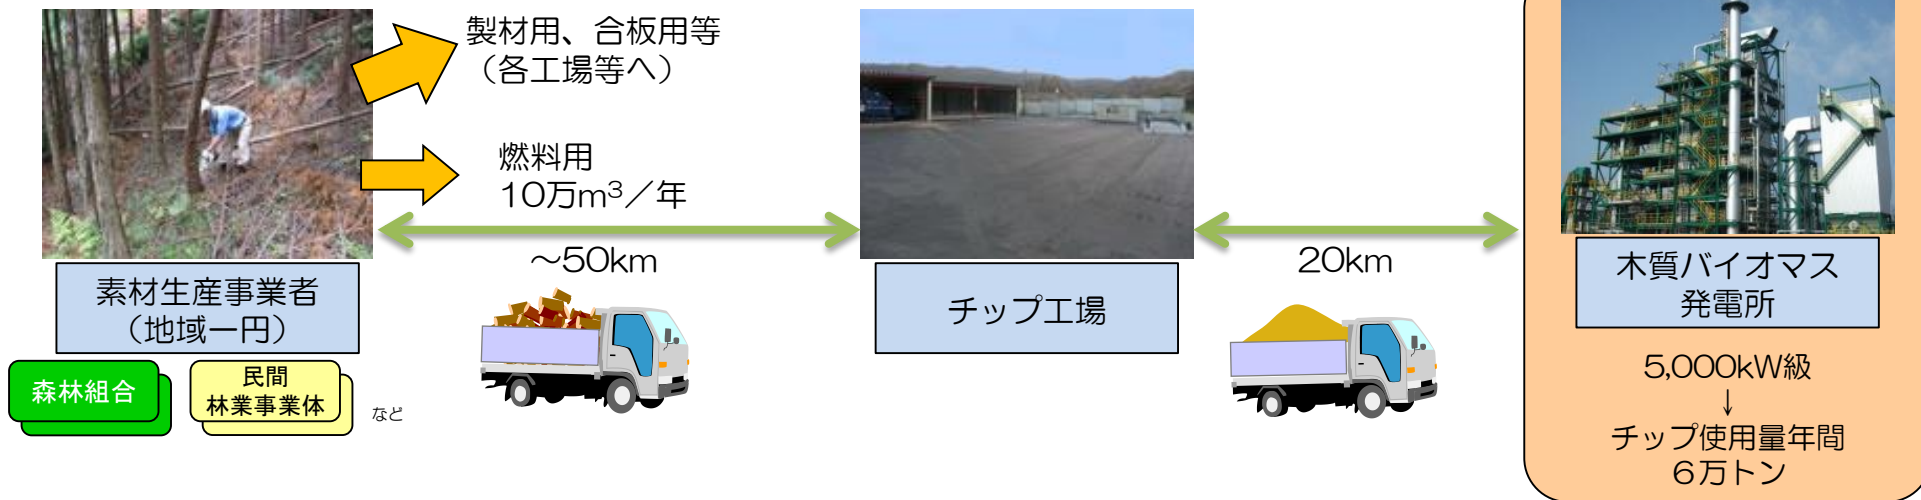 製材用、合板用等
（各工場等へ）
燃料用
10万m³／年
～50km
20km
素材生産事業者
（地域一円）
チップ工場
木質バイオマス
発電所
森林組合
民間
林業事業体
など
5,000kW級
↓
チップ使用量年間
６万トン